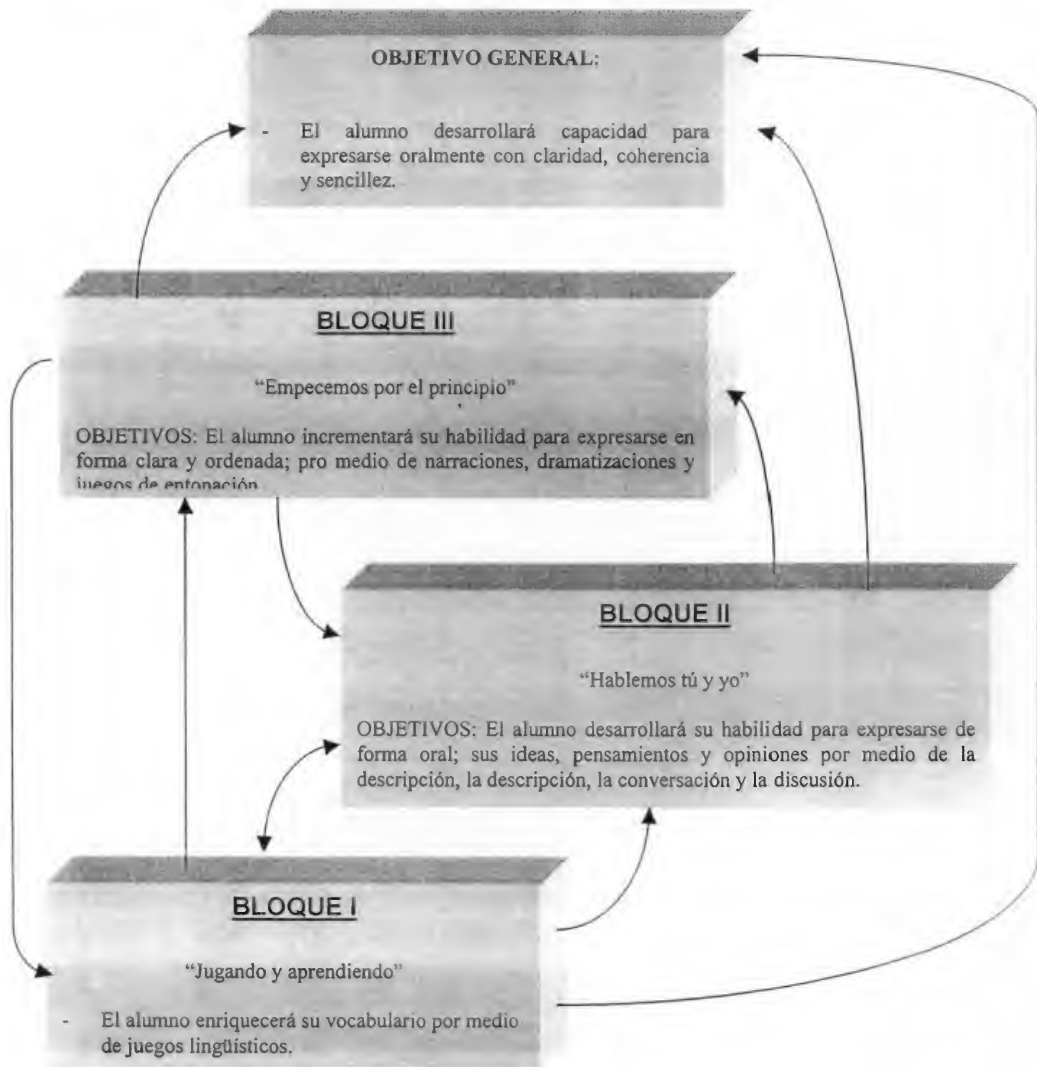 OBJETIVO GENERAL:
- El alumno desarrollará capacidad para
expresarse oralmente con claridad, coherencia
y sencillez.
BLOQUE III
“Empecemos por el principio”
OBJETIVOS: El alumno incrementará su habilidad para expresarse en
forma clara y ordenada; pro medio de narraciones, dramatizaciones y
juegos de entonación
BLOQUE II
“Hablemos tú y yo”
OBJETIVOS: El alumno desarrollará su habilidad para expresarse de
forma oral; sus ideas, pensamientos y opiniones por medio de la
descripción, la descripción, la conversación y la discusión.
BLOQUE I
“Jugando y aprendiendo”
- El alumno enriquecerá su vocabulario por medio
de juegos lingüísticos.